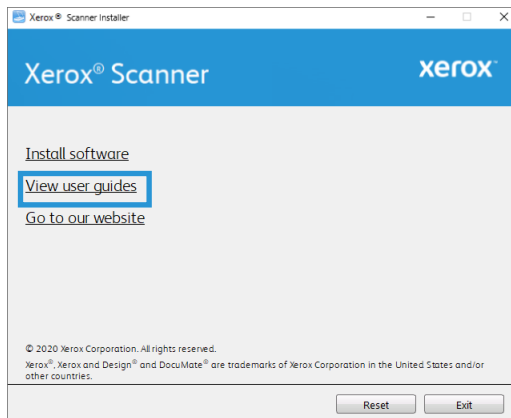 Xerox® Scanner Installer
Xerox® Scanner
xerox™
Install software
View user guides
Go to our website
© 2020 Xerox Corporation. All rights reserved.
Xerox®, Xerox and Design® and DocuMate® are trademarks of Xerox Corporation in the United States and/or
other countries.
Reset
Exit